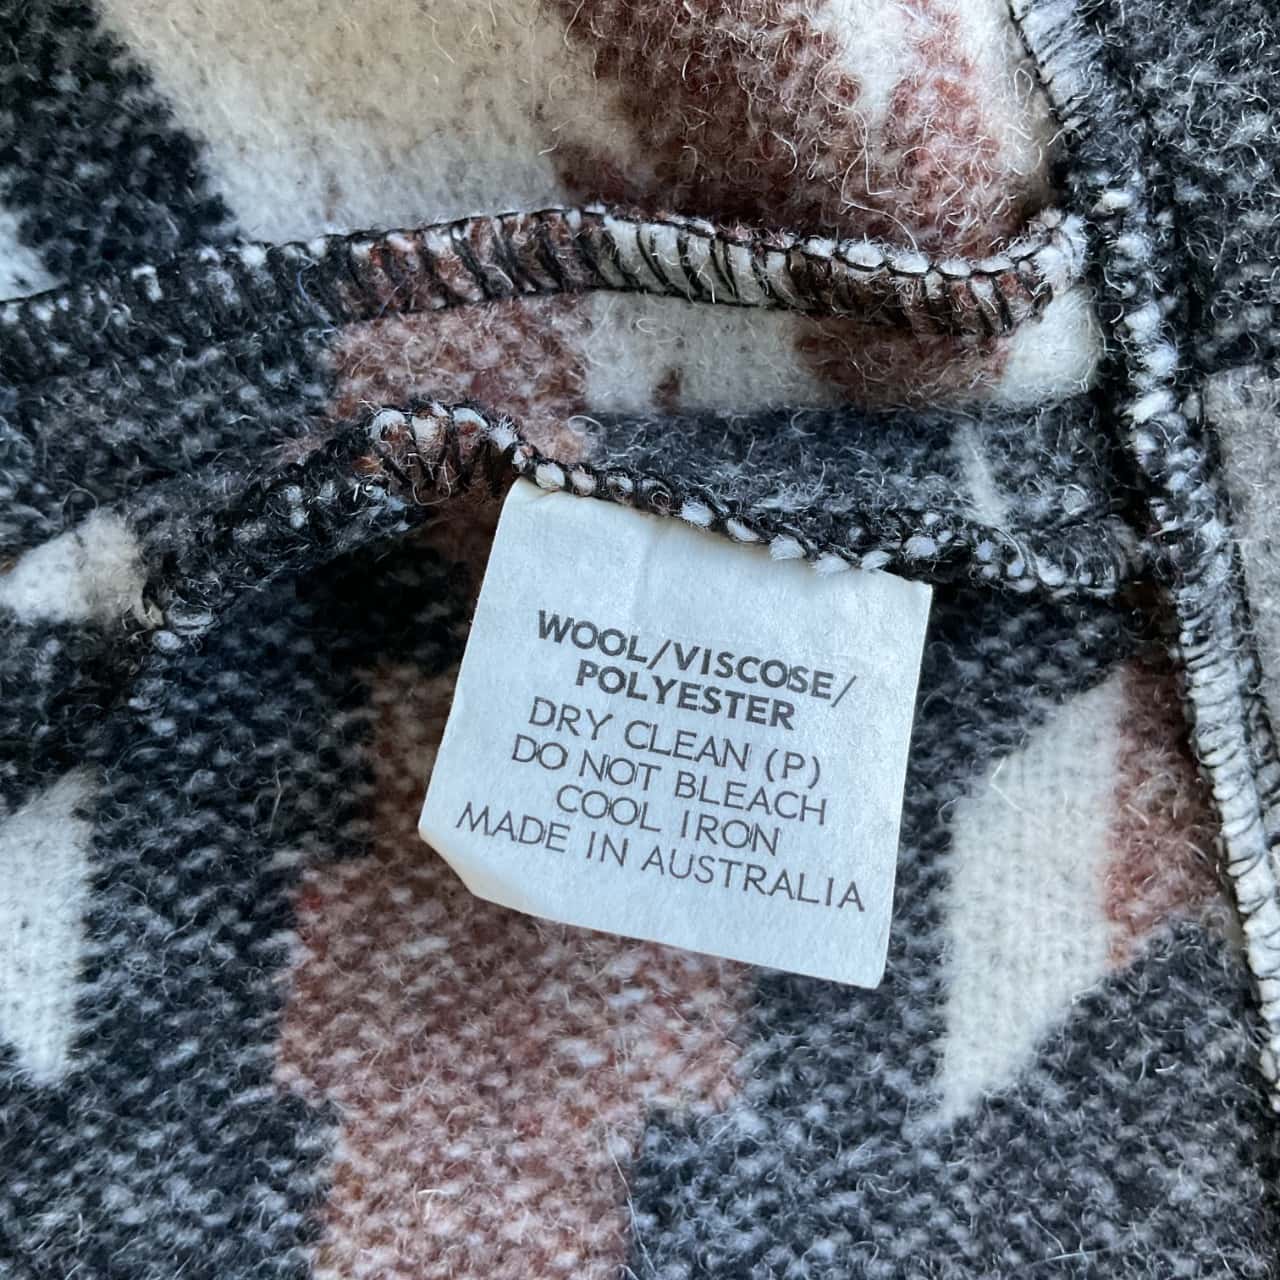 WOOL/VISCOSE/
POLYESTER
DRY CLEAN (P)
DO NOT BLEACH
COOL IRON
MADE IN AUSTRALIA